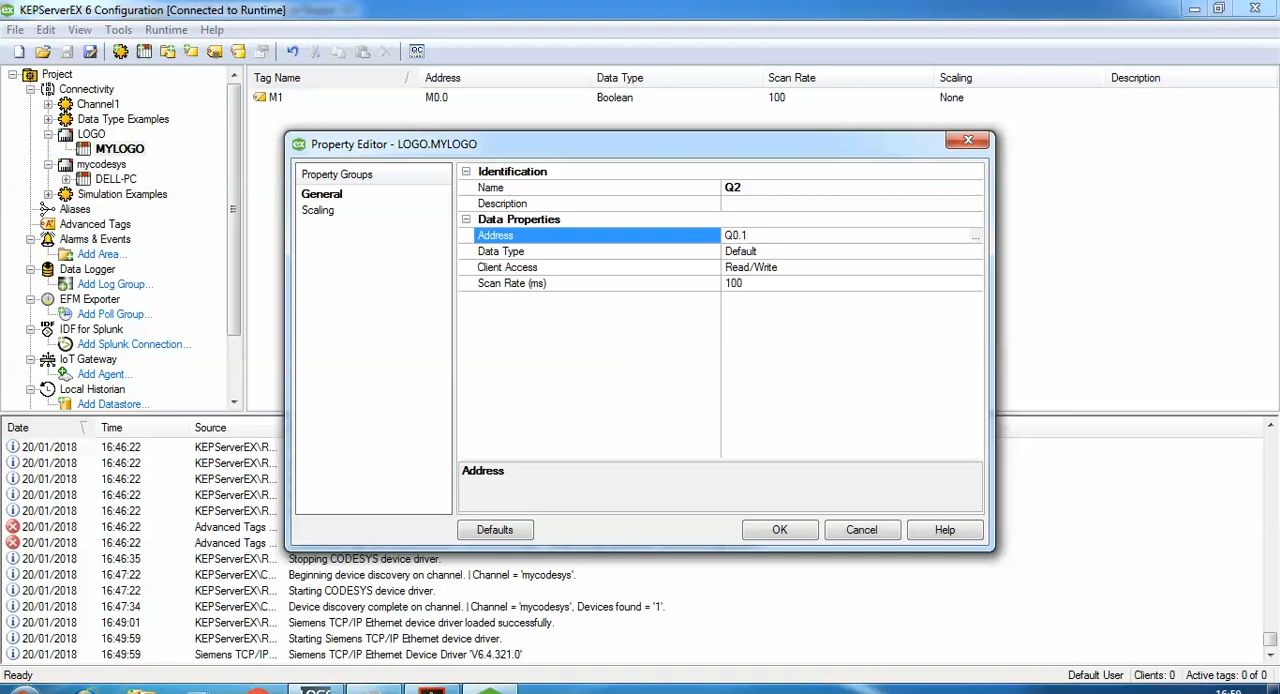 KEPServerEX 6 Configuration [Connected to Runtime]
File Edit View Tools Runtime Help
Project
Connectivity
Channel1
Data Type Examples
LOGO
MYLOGO
mycodesys
DELL-PC
Simulation Examples
Aliases
Advanced Tags
Alarms & Events
Add Area...
Data Logger
Add Log Group...
EFM Exporter
Add Poll Group...
IDF for Splunk
Add Splunk Connection...
IoT Gateway
Add Agent...
Local Historian
Add Datastore...
Tag Name Address Data Type Scan Rate Scaling Description
M1 M0.0 Boolean 100 None
Property Editor - LOGO.MYLOGO
Property Groups
General
Scaling
Identification
Name Q2
Description
Data Properties
Address Q0.1 ...
Data Type Default
Client Access Read/Write
Scan Rate (ms) 100
Address
Defaults OK Cancel Help
Date Time Source
20/01/2018 16:46:22 KEPServerEX\R...
20/01/2018 16:46:22 KEPServerEX\R...
20/01/2018 16:46:22 KEPServerEX\R...
20/01/2018 16:46:22 KEPServerEX\R...
20/01/2018 16:46:22 KEPServerEX\R...
20/01/2018 16:46:22 Advanced Tags ...
20/01/2018 16:46:22 Advanced Tags ...
20/01/2018 16:46:35 KEPServerEX\R... Stopping CODESYS device driver.
20/01/2018 16:47:22 KEPServerEX\C... Beginning device discovery on channel. | Channel = 'mycodesys'.
20/01/2018 16:47:22 KEPServerEX\R... Starting CODESYS device driver.
20/01/2018 16:47:34 KEPServerEX\C... Device discovery complete on channel. | Channel = 'mycodesys', Devices found = '1'.
20/01/2018 16:49:01 KEPServerEX\R... Siemens TCP/IP Ethernet device driver loaded successfully.
20/01/2018 16:49:59 KEPServerEX\R... Starting Siemens TCP/IP Ethernet device driver.
20/01/2018 16:49:59 Siemens TCP/IP... Siemens TCP/IP Ethernet Device Driver 'V6.4.321.0'
Ready Default User Clients: 0 Active tags: 0 of 0